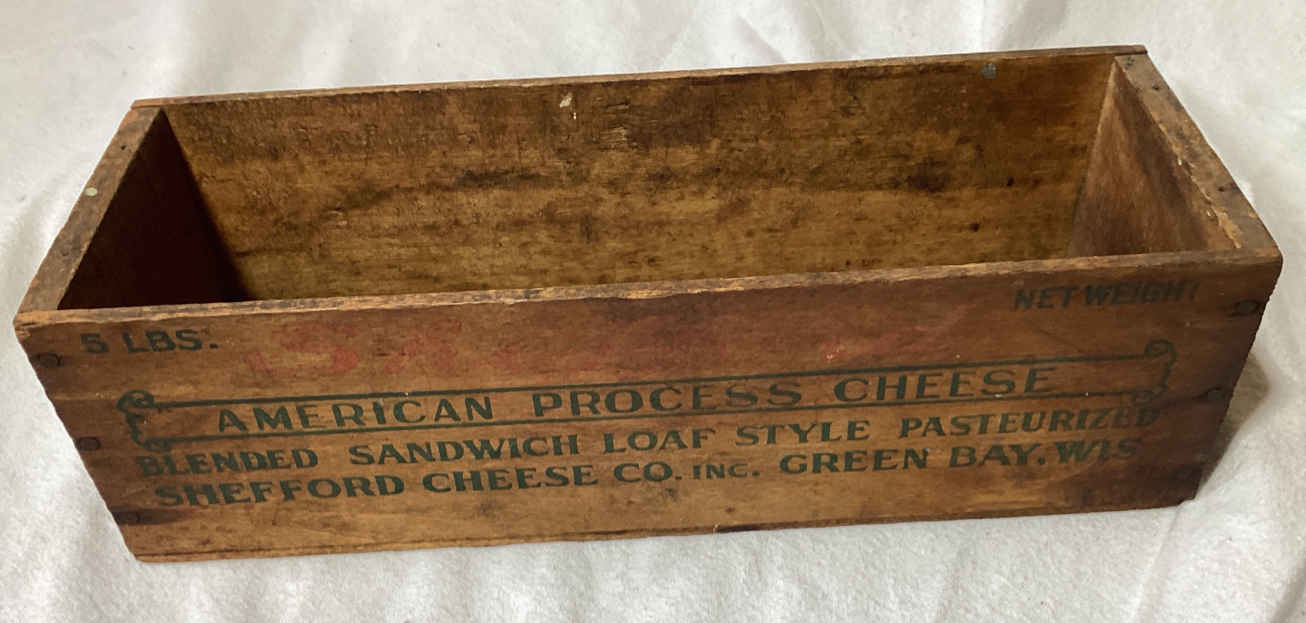 5 LBS. NET WEIGHT
AMERICAN PROCESS CHEESE
BLENDED SANDWICH LOAF STYLE PASTEURIZED
SHEFFORD CHEESE CO. INC. GREEN BAY, WIS